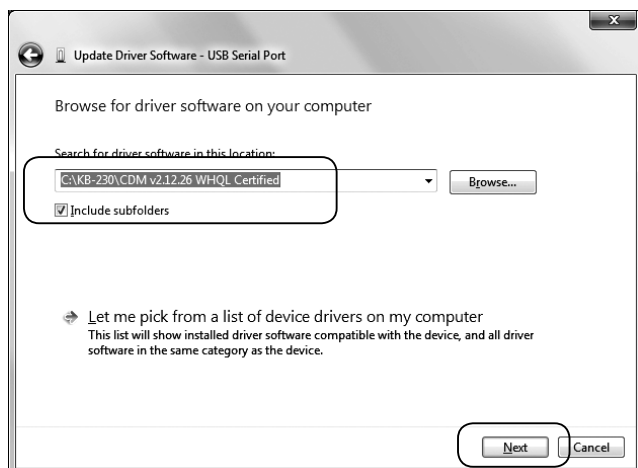 x
Update Driver Software - USB Serial Port
Browse for driver software on your computer
Search for driver software in this location:
C:\KB-230\CDM v2.12.26 WHQL Certified
Browse...
Include subfolders
Let me pick from a list of device drivers on my computer
This list will show installed driver software compatible with the device, and all driver
software in the same category as the device.
Next
Cancel